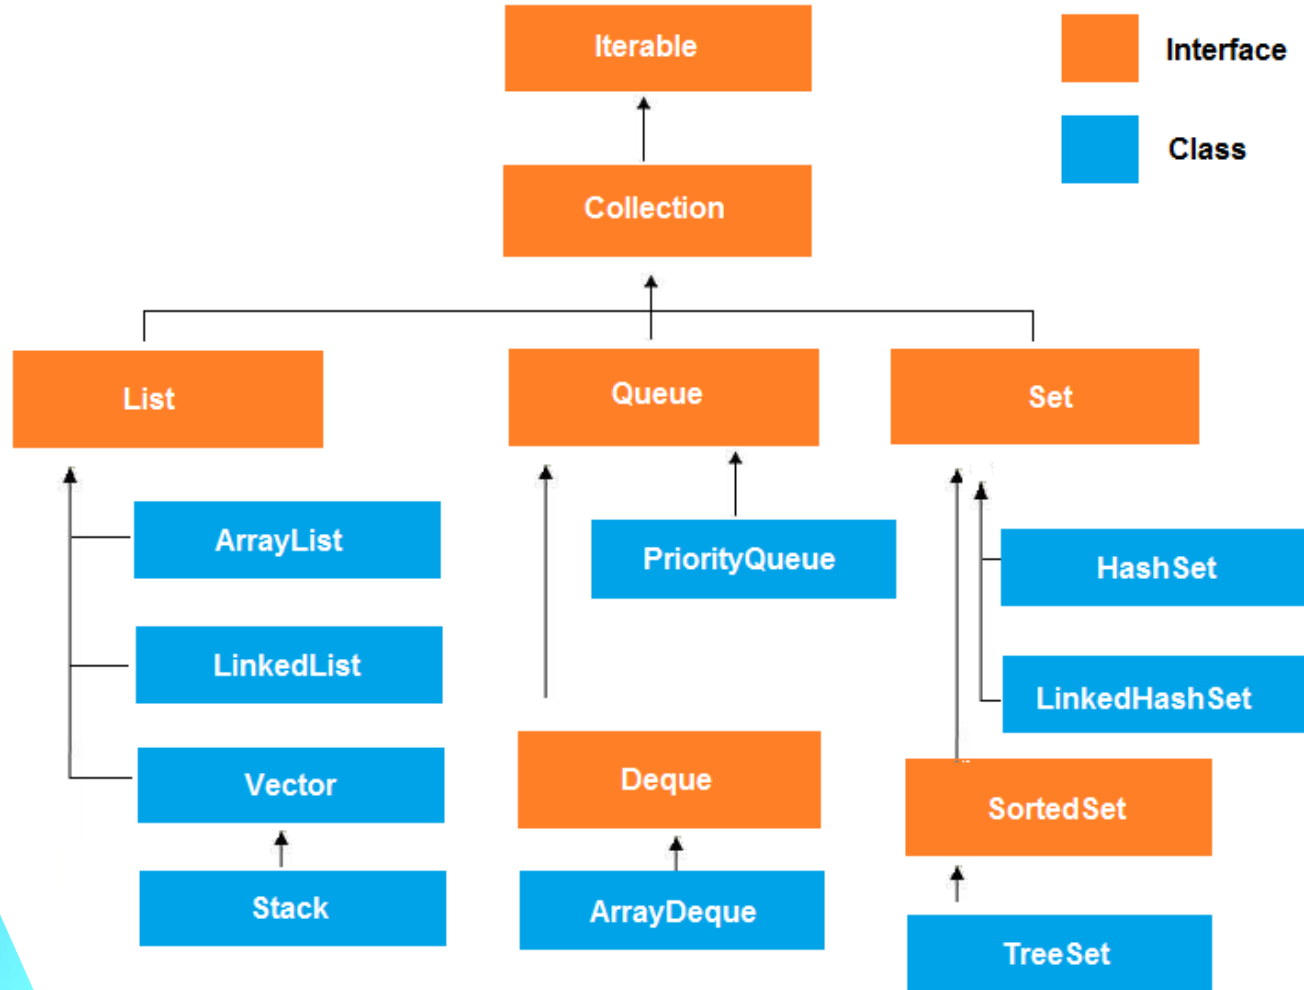 Iterable
Interface
Class
Collection
List
Queue
Set
ArrayList
PriorityQueue
HashSet
LinkedList
LinkedHashSet
Vector
Deque
SortedSet
Stack
ArrayDeque
TreeSet